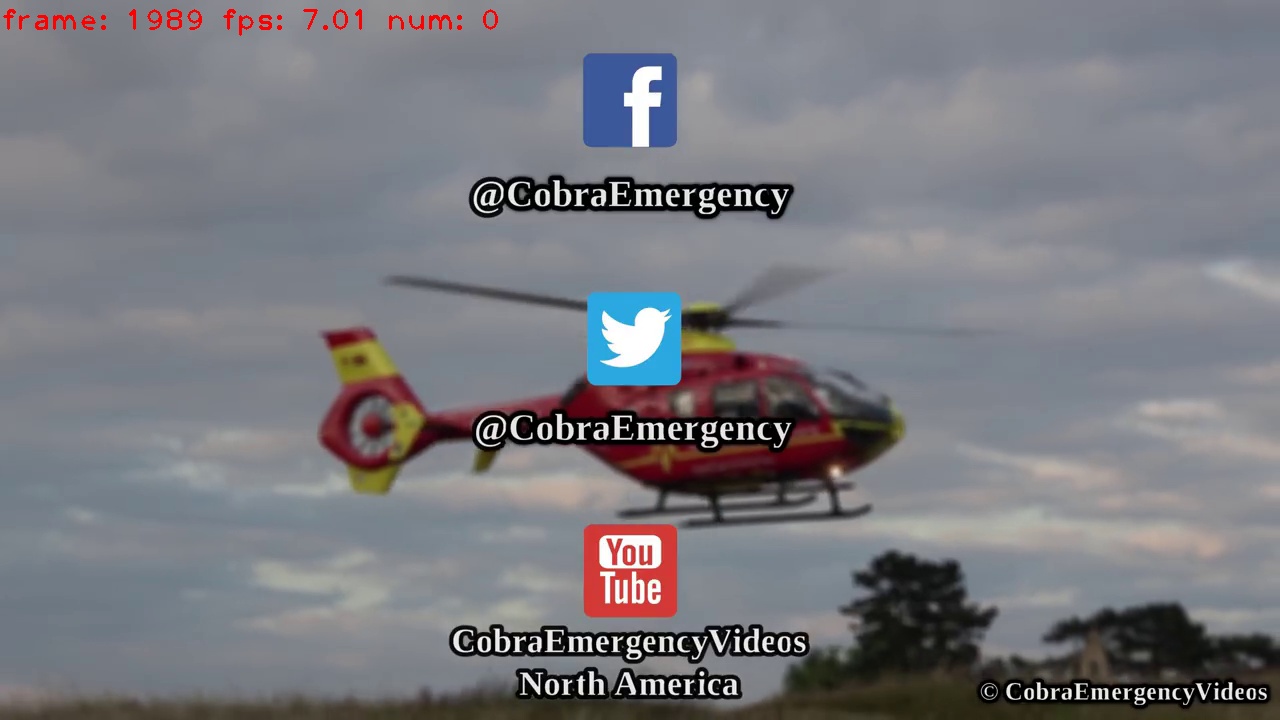 frame: 1989 fps: 7.01 num: 0
f
@CobraEmergency
@CobraEmergency
You
Tube
CobraEmergencyVideos
North America
© CobraEmergencyVideos